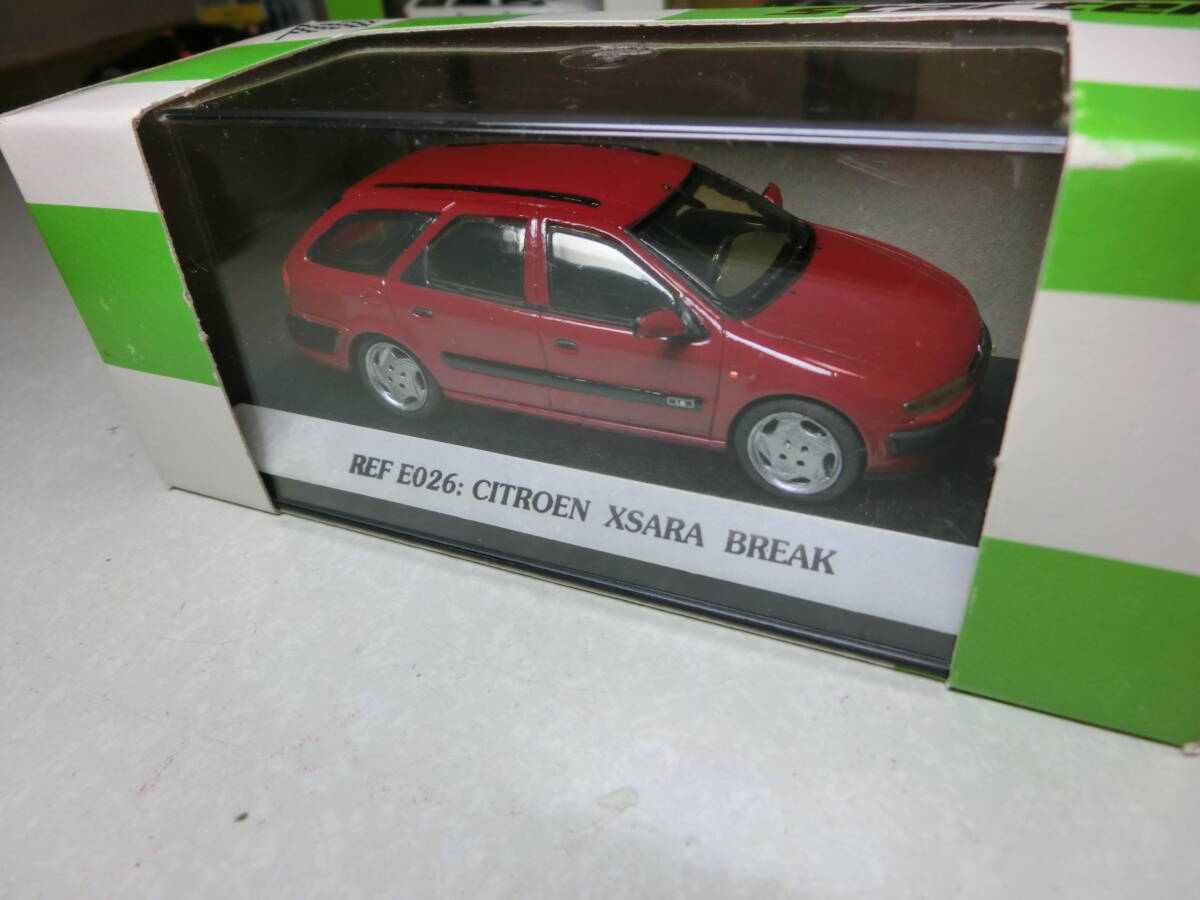 REF E026: CITROEN XSARA BREAK